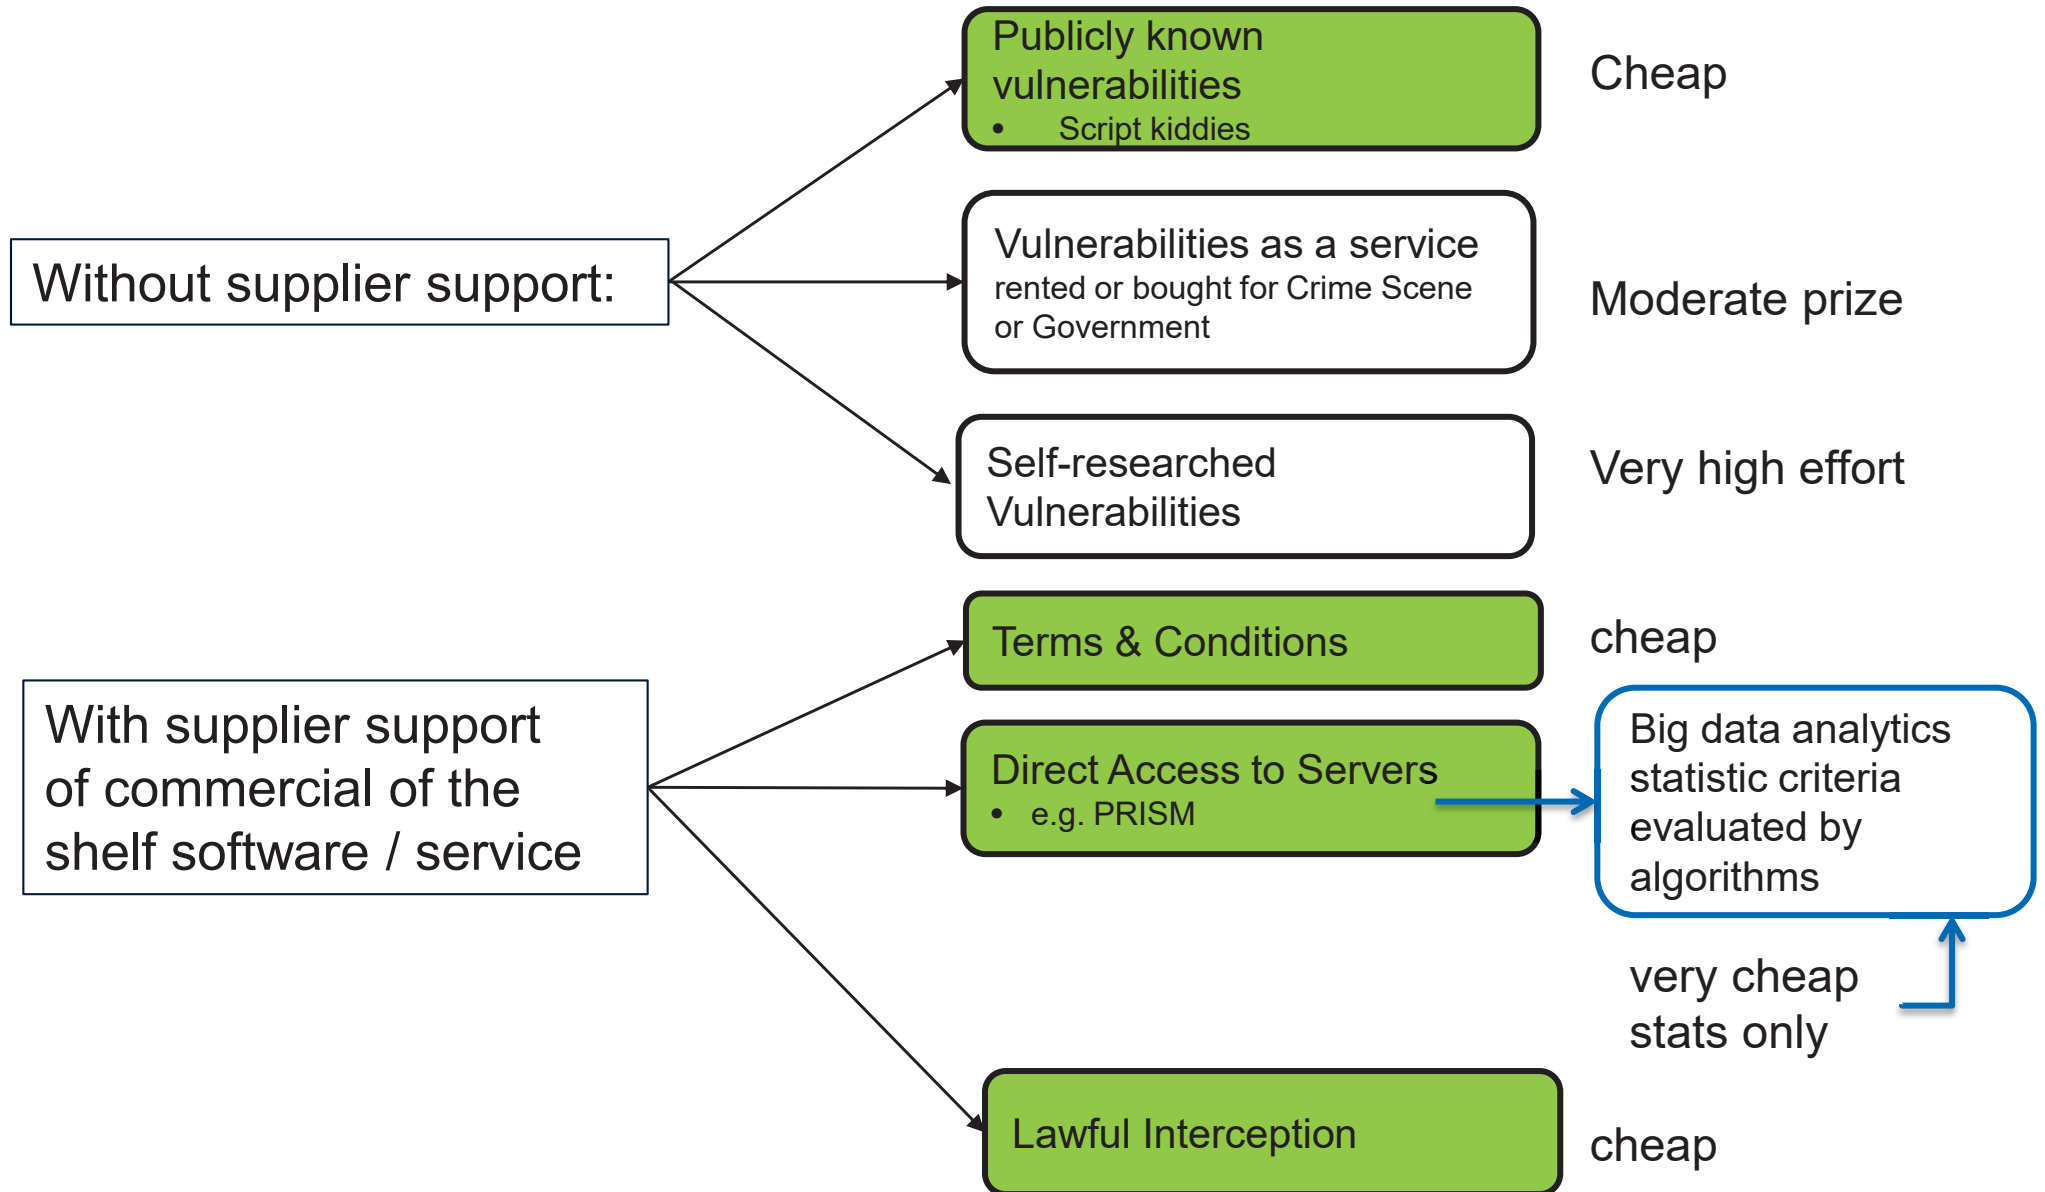 Publicly known
vulnerabilities
• Script kiddies
Cheap
Without supplier support:
Vulnerabilities as a service
rented or bought for Crime Scene
or Government
Moderate prize
Self-researched
Vulnerabilities
Very high effort
With supplier support
of commercial of the
shelf software / service
Terms & Conditions
cheap
Direct Access to Servers
• e.g. PRISM
Big data analytics
statistic criteria
evaluated by
algorithms
very cheap
stats only
Lawful Interception
cheap